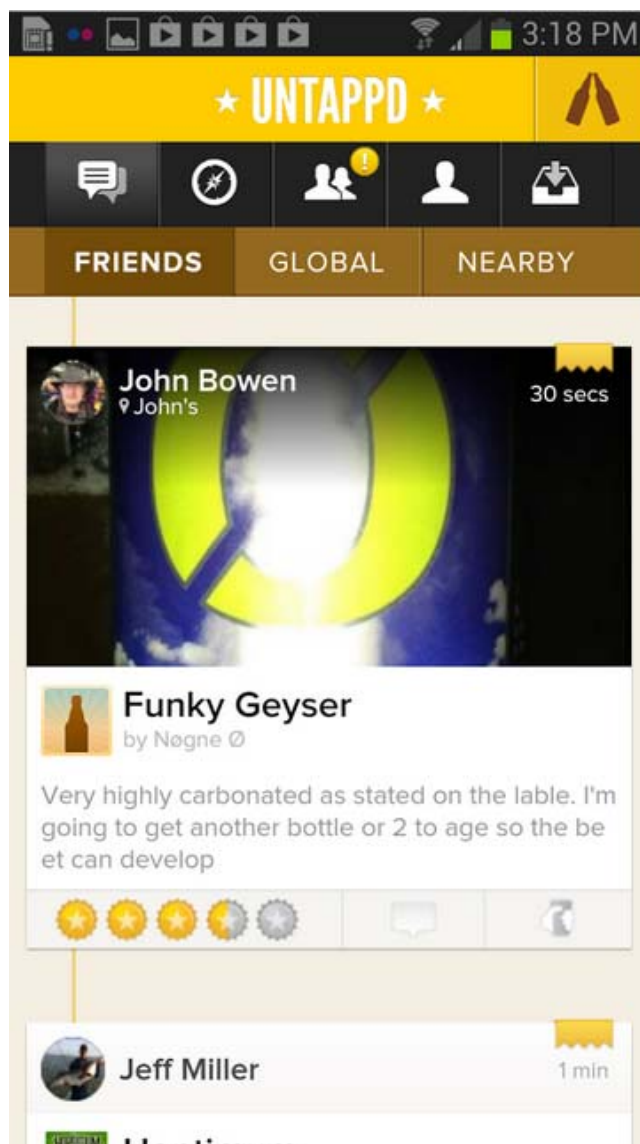 3:18 PM
UNTAPPD
FRIENDS GLOBAL NEARBY
John Bowen
John's
30 secs
Funky Geyser
by Nøgne Ø
Very highly carbonated as stated on the lable. I'm
going to get another bottle or 2 to age so the be
et can develop
Jeff Miller
1 min